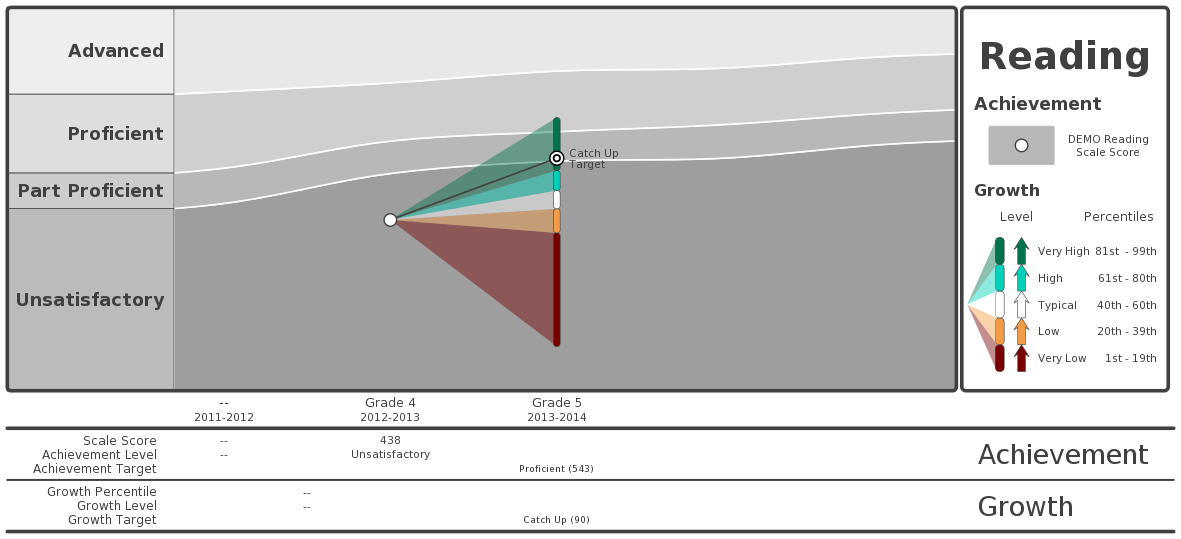 Advanced
Proficient
Part Proficient
Unsatisfactory
Catch Up
Target
Reading
Achievement
DEMO Reading
Scale Score
Growth
Level Percentiles
Very High 81st - 99th
High 61st - 80th
Typical 40th - 60th
Low 20th - 39th
Very Low 1st - 19th
-- Grade 4 Grade 5
2011-2012 2012-2013 2013-2014
Scale Score -- 438
Achievement Level -- Unsatisfactory
Achievement Target Proficient (543)
Achievement
Growth Percentile --
Growth Level --
Growth Target Catch Up (90)
Growth